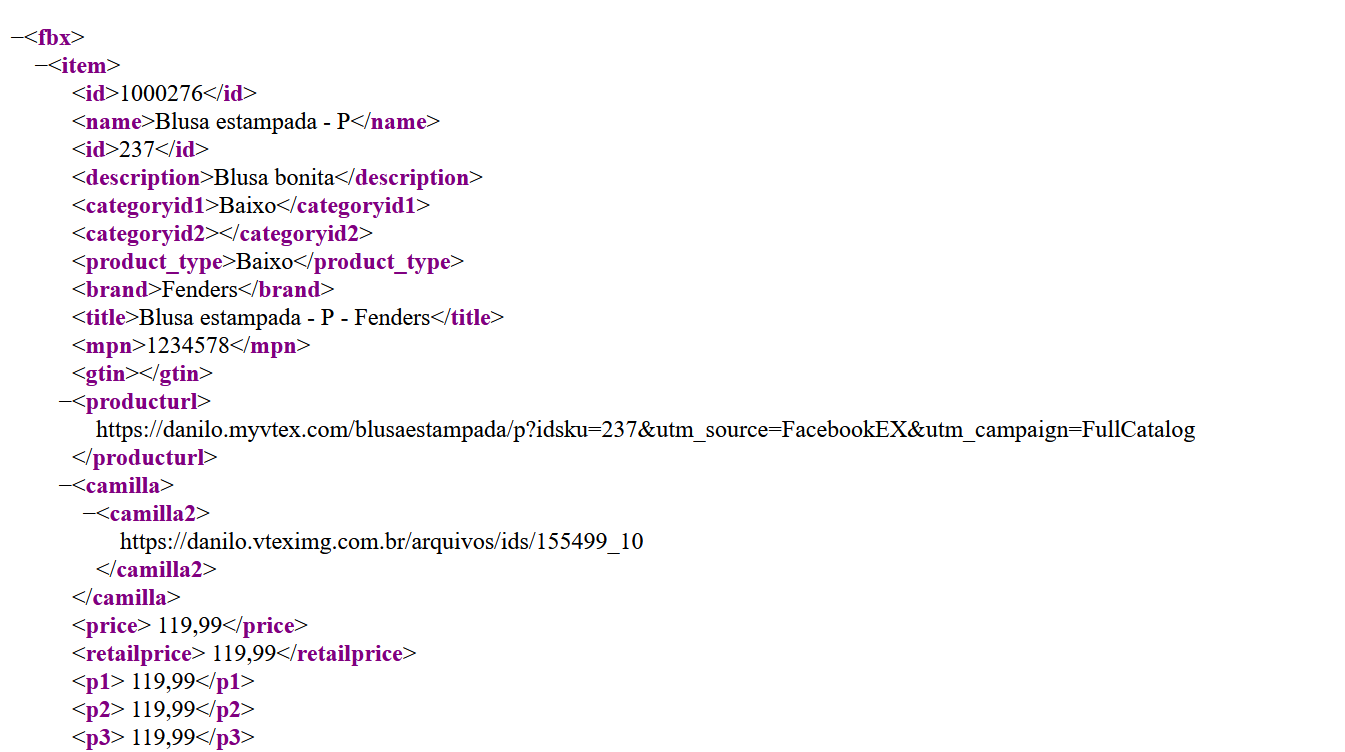 –<fbx>
–<item>
<id>1000276</id>
<name>Blusa estampada - P</name>
<id>237</id>
<description>Blusa bonita</description>
<categoryid1>Baixo</categoryid1>
<categoryid2></categoryid2>
<product_type>Baixo</product_type>
<brand>Fenders</brand>
<title>Blusa estampada - P - Fenders</title>
<mpn>1234578</mpn>
<gtin></gtin>
–<producturl>
https://danilo.myvtex.com/blusaestampada/p?idsku=237&utm_source=FacebookEX&utm_campaign=FullCatalog
</producturl>
–<camilla>
–<camilla2>
https://danilo.vteximg.com.br/arquivos/ids/155499_10
</camilla2>
</camilla>
<price> 119,99</price>
<retailprice> 119,99</retailprice>
<p1> 119,99</p1>
<p2> 119,99</p2>
<p3> 119,99</p3>